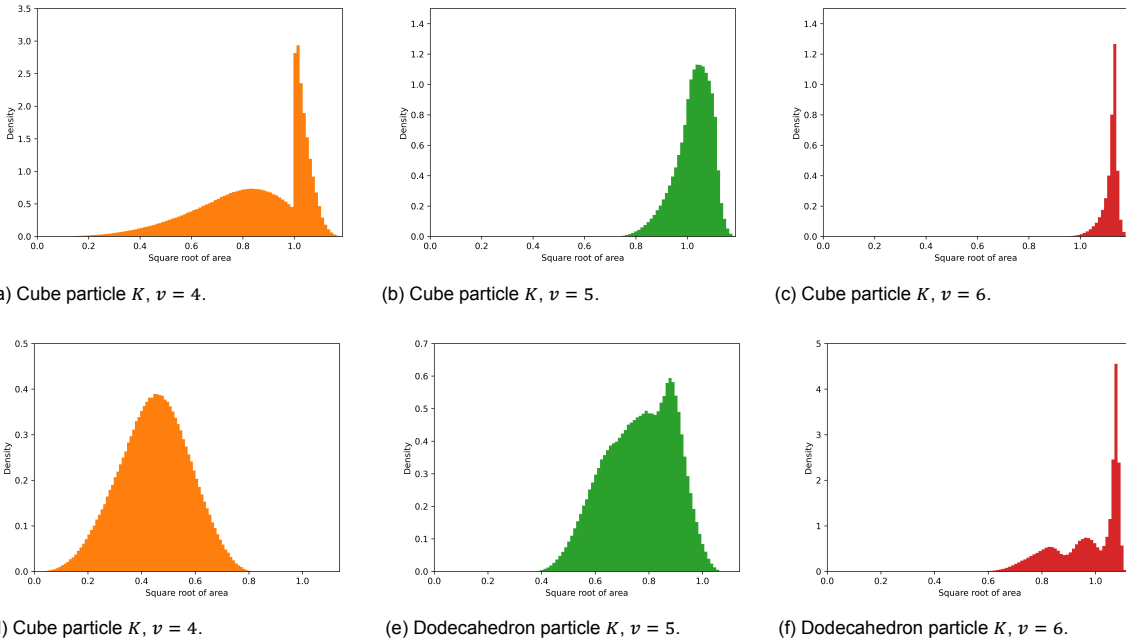 3.5
3.0
2.5
2.0
1.5
1.0
0.5
0.0
Density
0.0 0.2 0.4 0.6 0.8 1.0
Square root of area
1.4
1.2
1.0
0.8
0.6
0.4
0.2
0.0
Density
0.0 0.2 0.4 0.6 0.8 1.0
Square root of area
1.4
1.2
1.0
0.8
0.6
0.4
0.2
0.0
Density
0.0 0.2 0.4 0.6 0.8 1.0
Square root of area
a) Cube particle K, v = 4.
(b) Cube particle K, v = 5.
(c) Cube particle K, v = 6.
0.5
0.4
0.3
0.2
0.1
0.0
Density
0.0 0.2 0.4 0.6 0.8 1.0
Square root of area
0.7
0.6
0.5
0.4
0.3
0.2
0.1
0.0
Density
0.0 0.2 0.4 0.6 0.8 1.0
Square root of area
5
4
3
2
1
0
Density
0.0 0.2 0.4 0.6 0.8 1.0
Square root of area
) Cube particle K, v = 4.
(e) Dodecahedron particle K, v = 5.
(f) Dodecahedron particle K, v = 6.